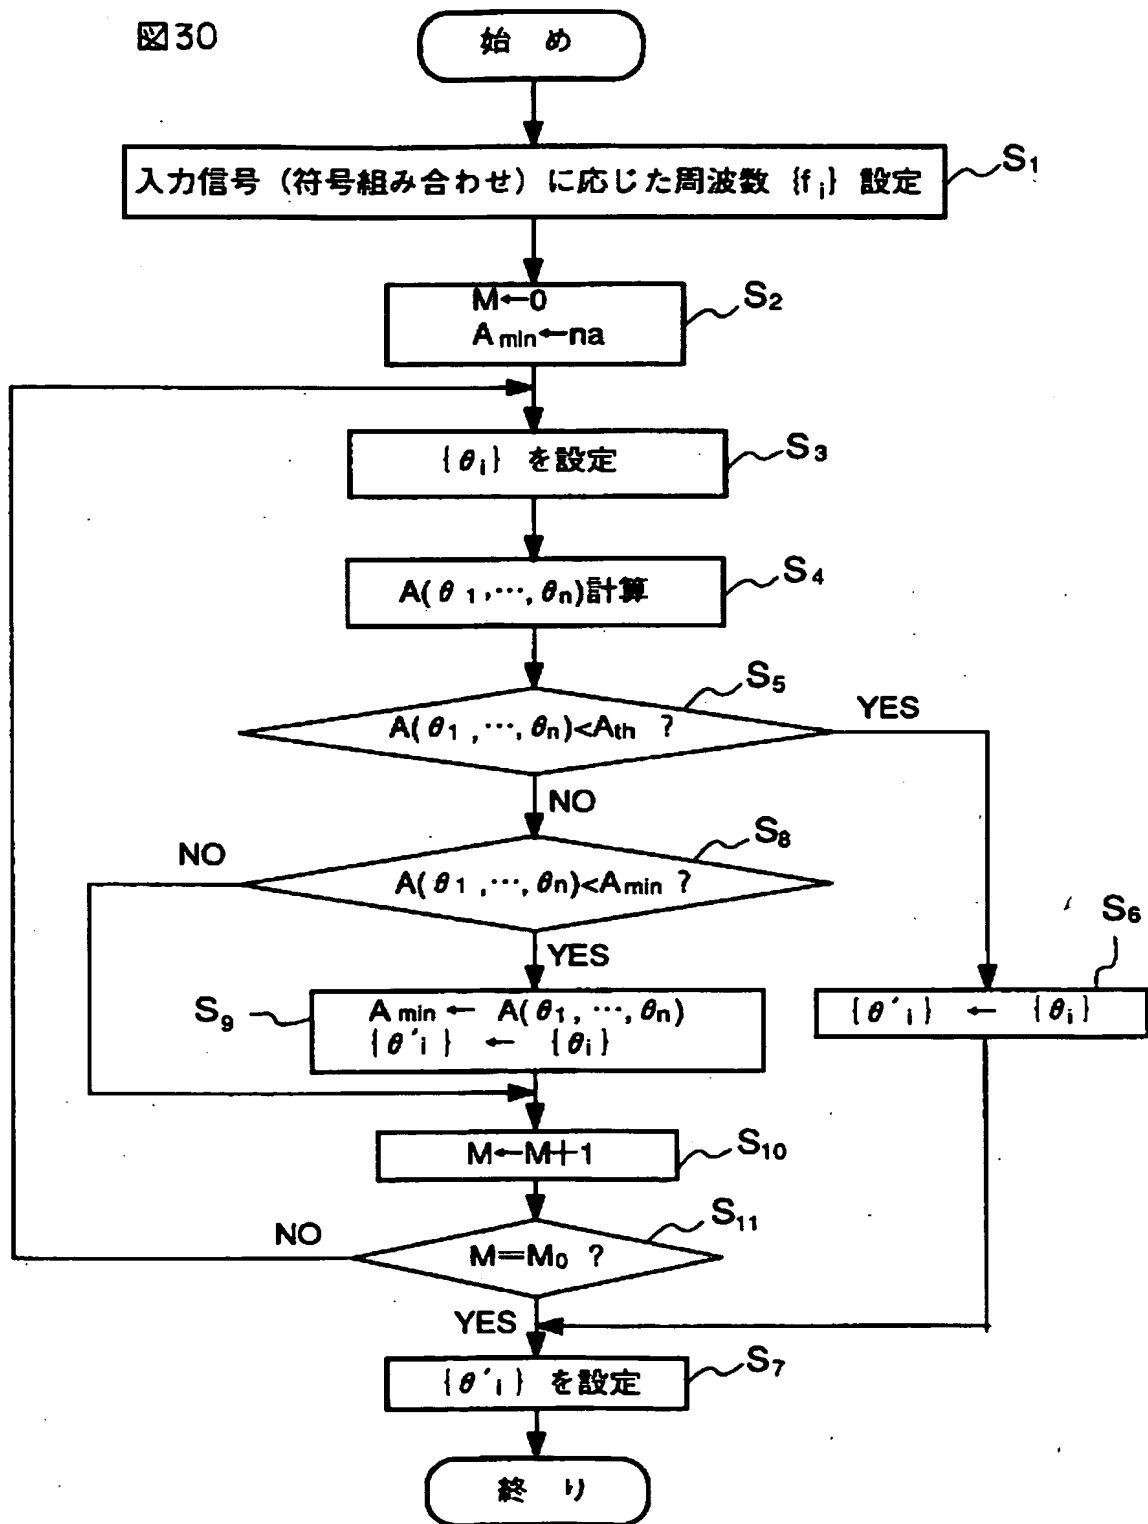 図30
始 め
入力信号(符号組み合わせ)に応じた周波数 {fi} 設定
S1
M←0
Amin←na
S2
{θi} を設定
S3
A(θ1,…,θn)計算
S4
A(θ1,…,θn)<Ath ?
S5
YES
NO
A(θ1,…,θn)<Amin ?
S8
NO
YES
Amin ← A(θ1,…,θn)
{θ'i} ← {θi}
S9
{θ'i} ← {θi}
S6
M←M+1
S10
M=M0 ?
S11
NO
YES
{θ'i} を設定
S7
終 り